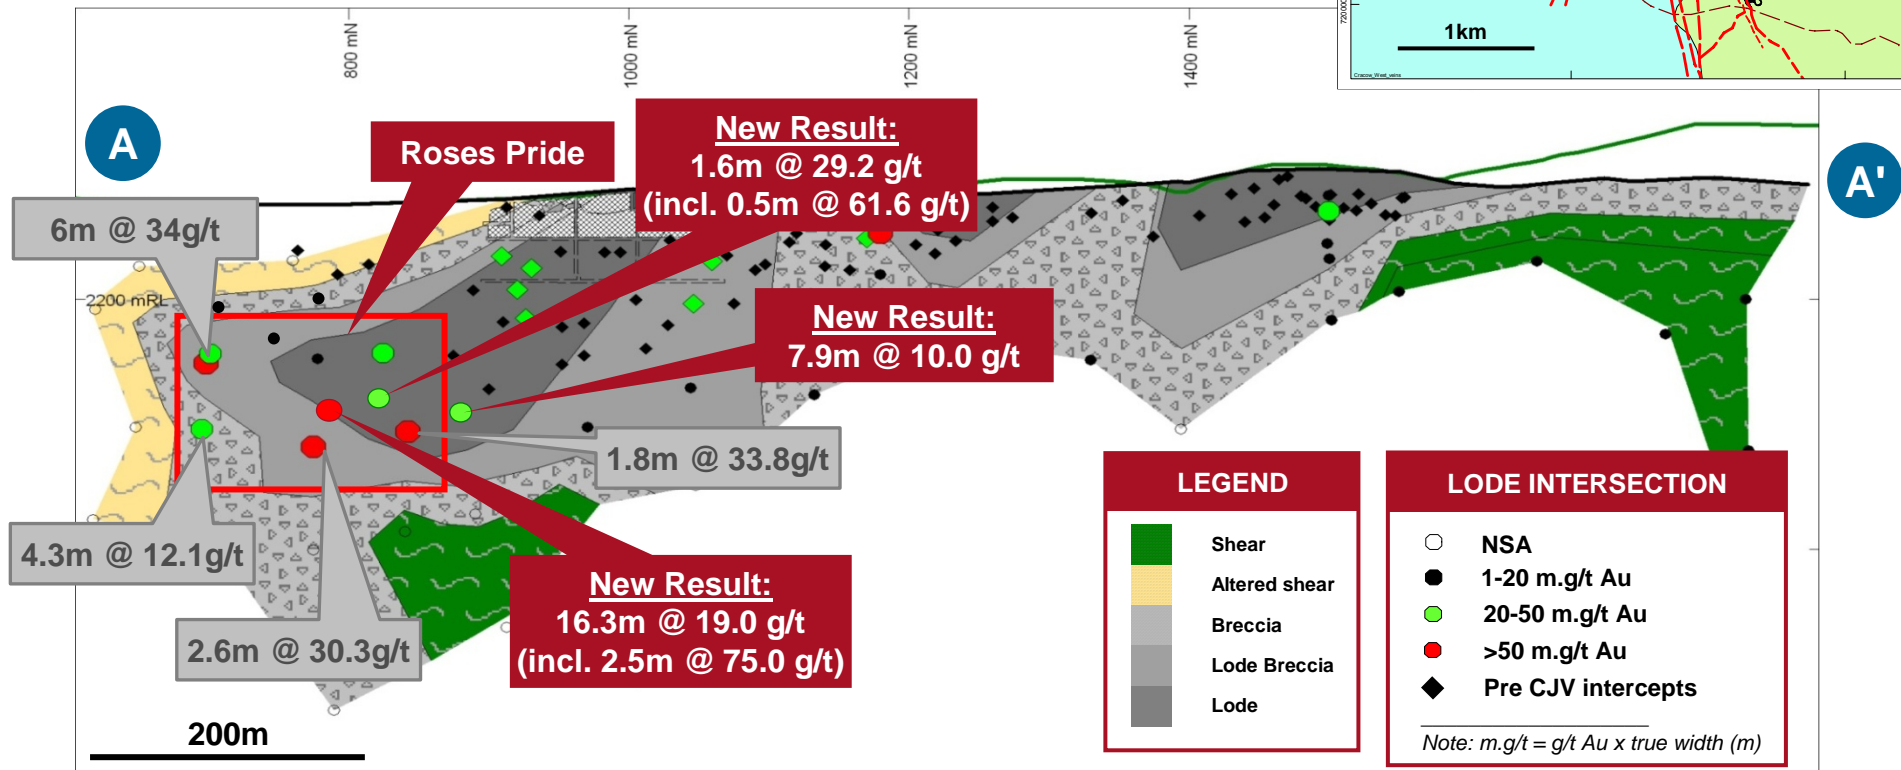 800 mN
1000 mN
1200 mN
1400 mN
1km
Cracow_West_veins
A
Roses Pride
New Result:
1.6m @ 29.2 g/t
(incl. 0.5m @ 61.6 g/t)
A'
6m @ 34g/t
2200 mRL
New Result:
7.9m @ 10.0 g/t
1.8m @ 33.8g/t
4.3m @ 12.1g/t
New Result:
16.3m @ 19.0 g/t
(incl. 2.5m @ 75.0 g/t)
2.6m @ 30.3g/t
200m
LEGEND
Shear
Altered shear
Breccia
Lode Breccia
Lode
LODE INTERSECTION
NSA
1-20 m.g/t Au
20-50 m.g/t Au
>50 m.g/t Au
Pre CJV intercepts
Note: m.g/t = g/t Au x true width (m)